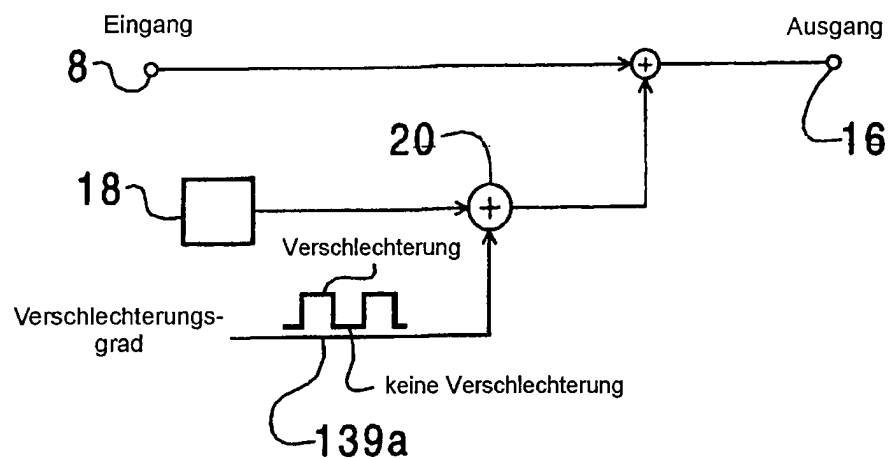 Eingang
Ausgang
8
16
20
18
+
+
Verschlechterung
Verschlechterungs-
grad
keine Verschlechterung
139a